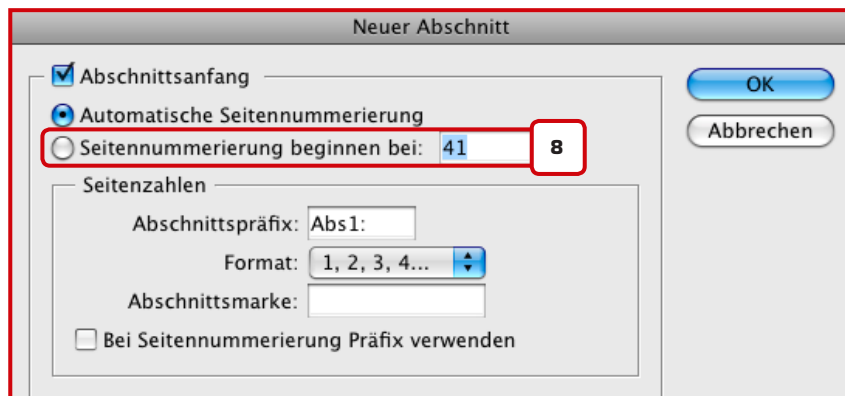 Neuer Abschnitt
Abschnittsanfang
OK
Automatische Seitennummerierung
Abbrechen
Seitennummerierung beginnen bei: 41 8
Seitenzahlen
Abschnittspräfix: Abs1:
Format: 1, 2, 3, 4...
Abschnittsmarke:
Bei Seitennummerierung Präfix verwenden